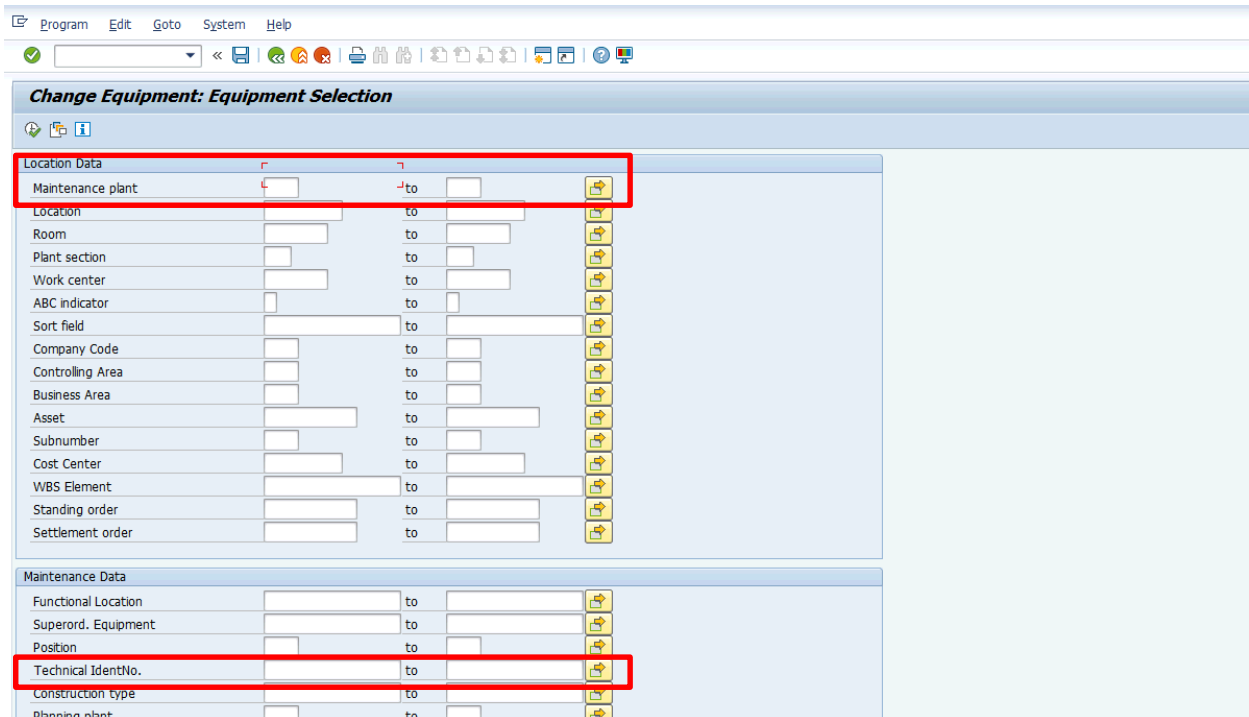 Program Edit Goto System Help
«
Change Equipment: Equipment Selection
Location Data
Maintenance plant to
Location to
Room to
Plant section to
Work center to
ABC indicator to
Sort field to
Company Code to
Controlling Area to
Business Area to
Asset to
Subnumber to
Cost Center to
WBS Element to
Standing order to
Settlement order to
Maintenance Data
Functional Location to
Superord. Equipment to
Position to
Technical IdentNo. to
Construction type to
Planning plant to